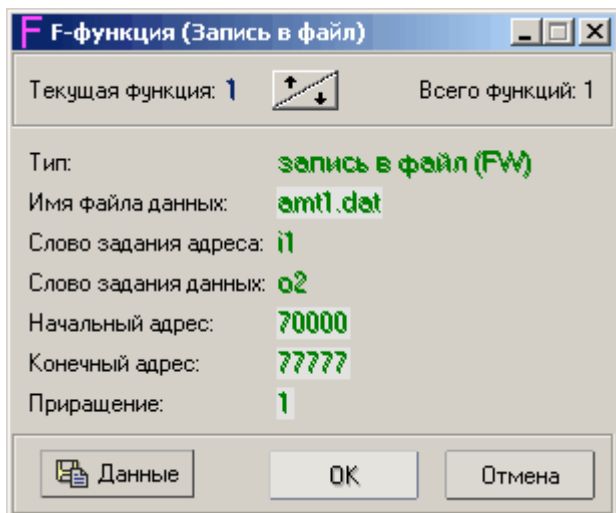 F F-функция (Запись в файл)
Текущая функция: 1 Всего функций: 1
Тип: запись в файл (FW)
Имя файла данных: amt1.dat
Слово задания адреса: i1
Слово задания данных: o2
Начальный адрес: 70000
Конечный адрес: 77777
Приращение: 1
Данные OK Отмена